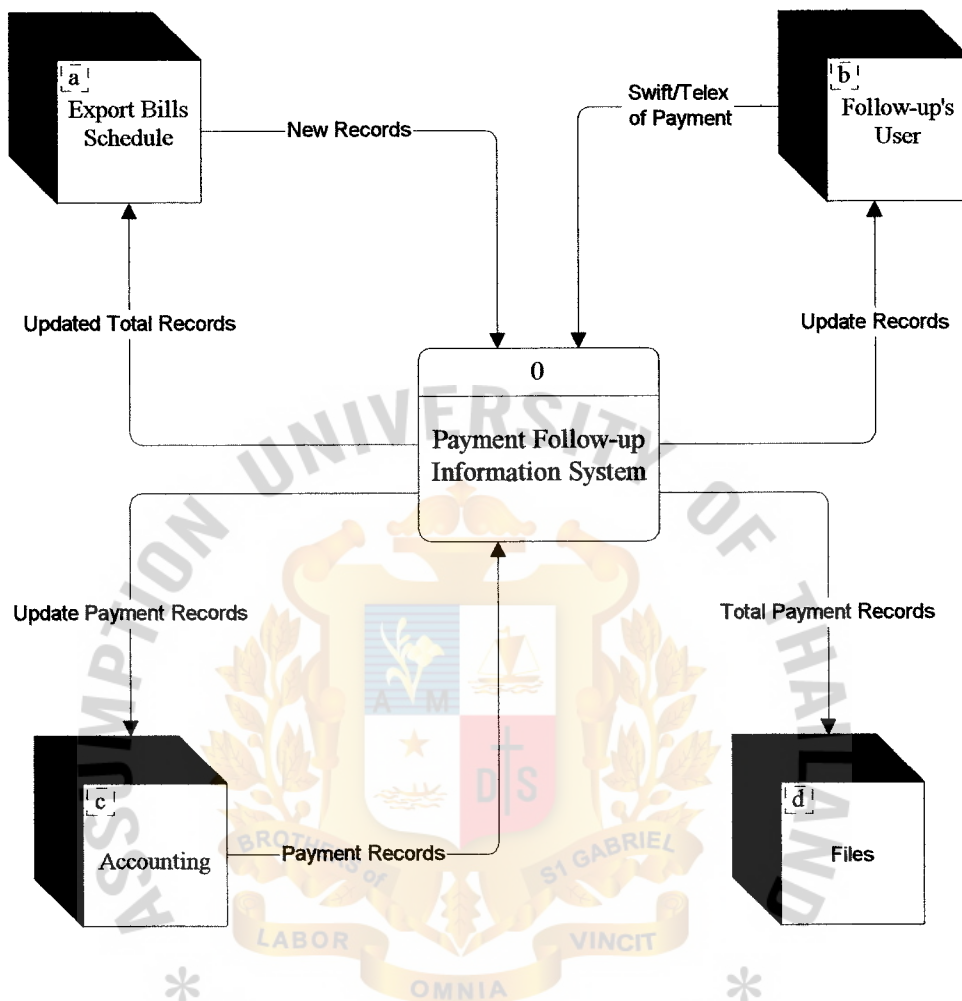 a
Export Bills
Schedule
New Records
Swift/Telex
of Payment
b
Follow-up's
User
Updated Total Records
Update Records
0
Payment Follow-up
Information System
Update Payment Records
Total Payment Records
c
Accounting
Payment Records
d
Files
ASSUMPTION UNIVERSITY OF THAILAND
A M
D S
BROTHERS of
S1 GABRIEL
LABOR
OMNIA
VINCIT